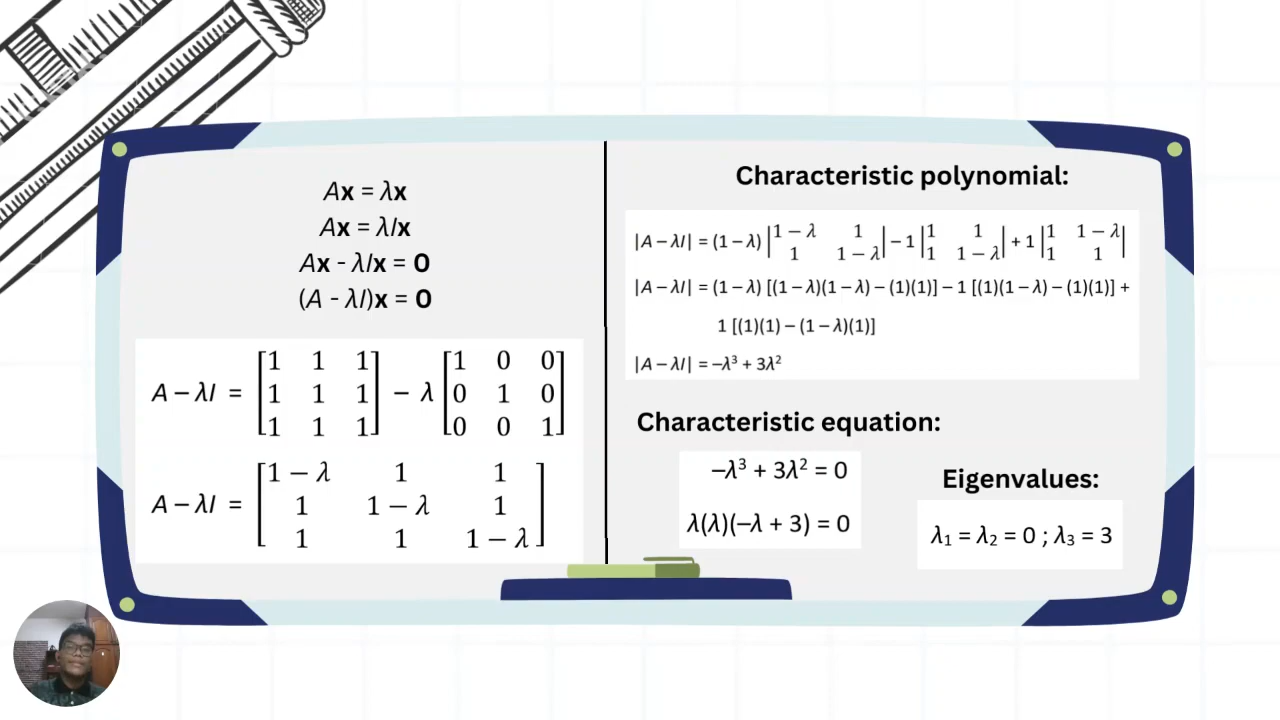 Ax = λx
Ax = λIx
Ax - λIx = 0
(A - λI)x = 0
A – λI = [1 1 1; 1 1 1; 1 1 1] – λ [1 0 0; 0 1 0; 0 0 1]
A – λI = [1 – λ 1 1; 1 1 – λ 1; 1 1 1 – λ]
Characteristic polynomial:
|A – λI| = (1 – λ) |1 – λ 1; 1 1 – λ| – 1 |1 1; 1 1 – λ| + 1 |1 1 – λ; 1 1|
|A – λI| = (1 – λ) [(1 – λ)(1 – λ) – (1)(1)] – 1 [(1)(1 – λ) – (1)(1)] +
1 [(1)(1) – (1 – λ)(1)]
|A – λI| = –λ³ + 3λ²
Characteristic equation:
–λ³ + 3λ² = 0
λ(λ)(–λ + 3) = 0
Eigenvalues:
λ₁ = λ₂ = 0 ; λ₃ = 3